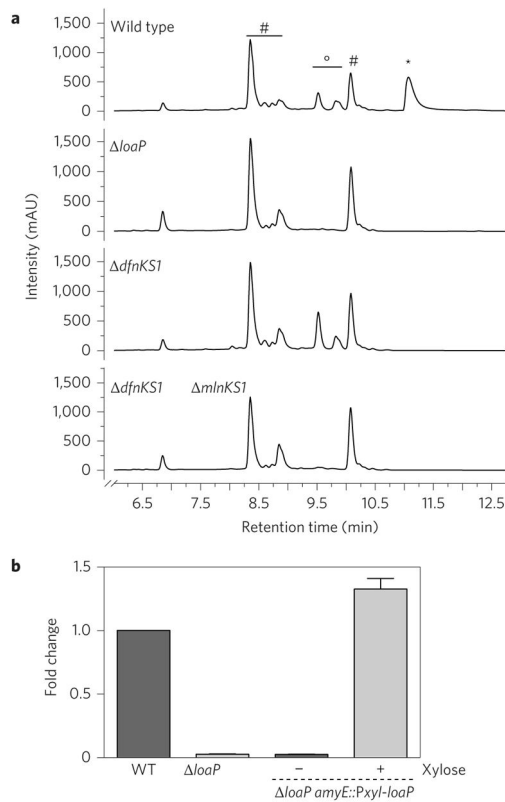 a
Wild type
#
°
#
*
1,500
1,000
500
0
ΔloaP
1,500
1,000
500
0
ΔdfnKS1
1,500
1,000
500
0
ΔdfnKS1 ΔmlnKS1
1,500
1,000
500
0
Intensity (mAU)
6.5 7.5 8.5 9.5 10.5 11.5 12.5
Retention time (min)
b
Fold change
1.5
1.0
0.5
0
WT ΔloaP – + Xylose
ΔloaP amyE::Pxyl-loaP